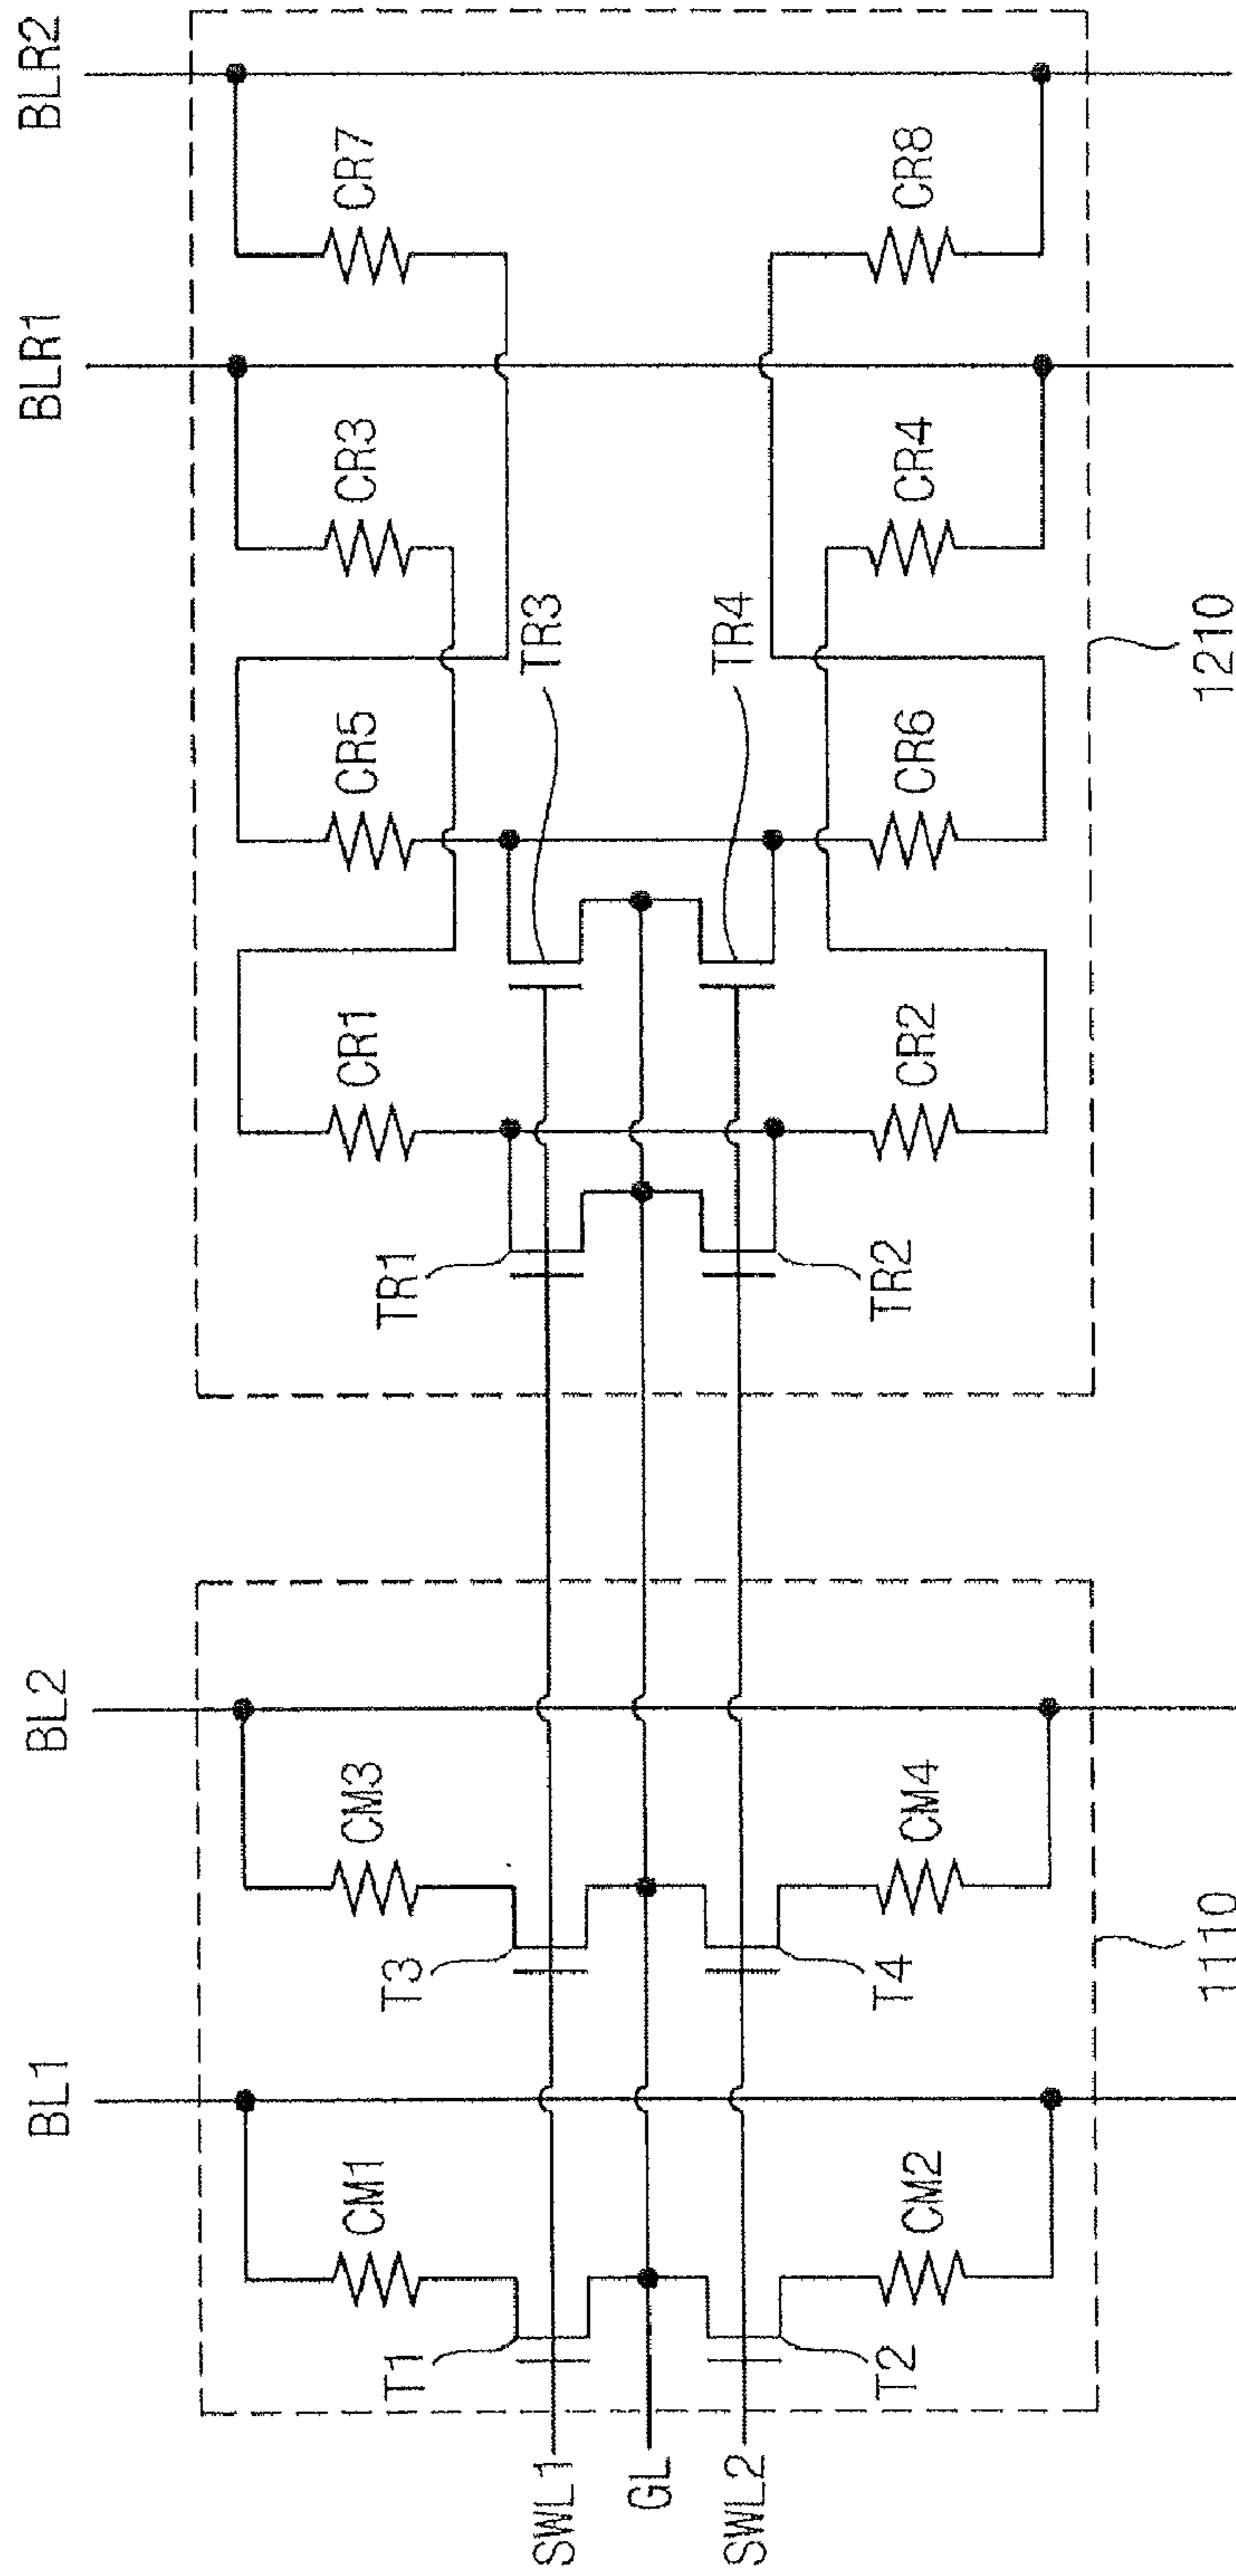 BL1
BL2
BLR1
BLR2
CM1
CM3
CR1
CR5
CR3
CR7
T1
T3
TR1
TR3
SWL1
GL
SWL2
T2
T4
TR2
TR4
CM2
CM4
CR2
CR6
CR4
CR8
1110
1210